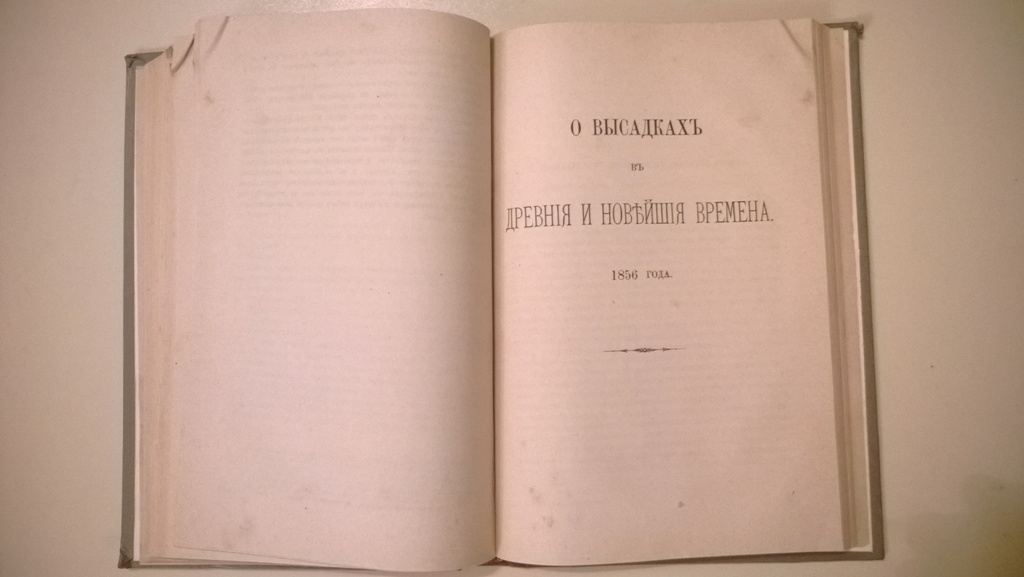 О ВЫСАДКАХЪ
ВЪ
ДРЕВНІЯ И НОВѢЙШІЯ ВРЕМЕНА.
1856 ГОДА.